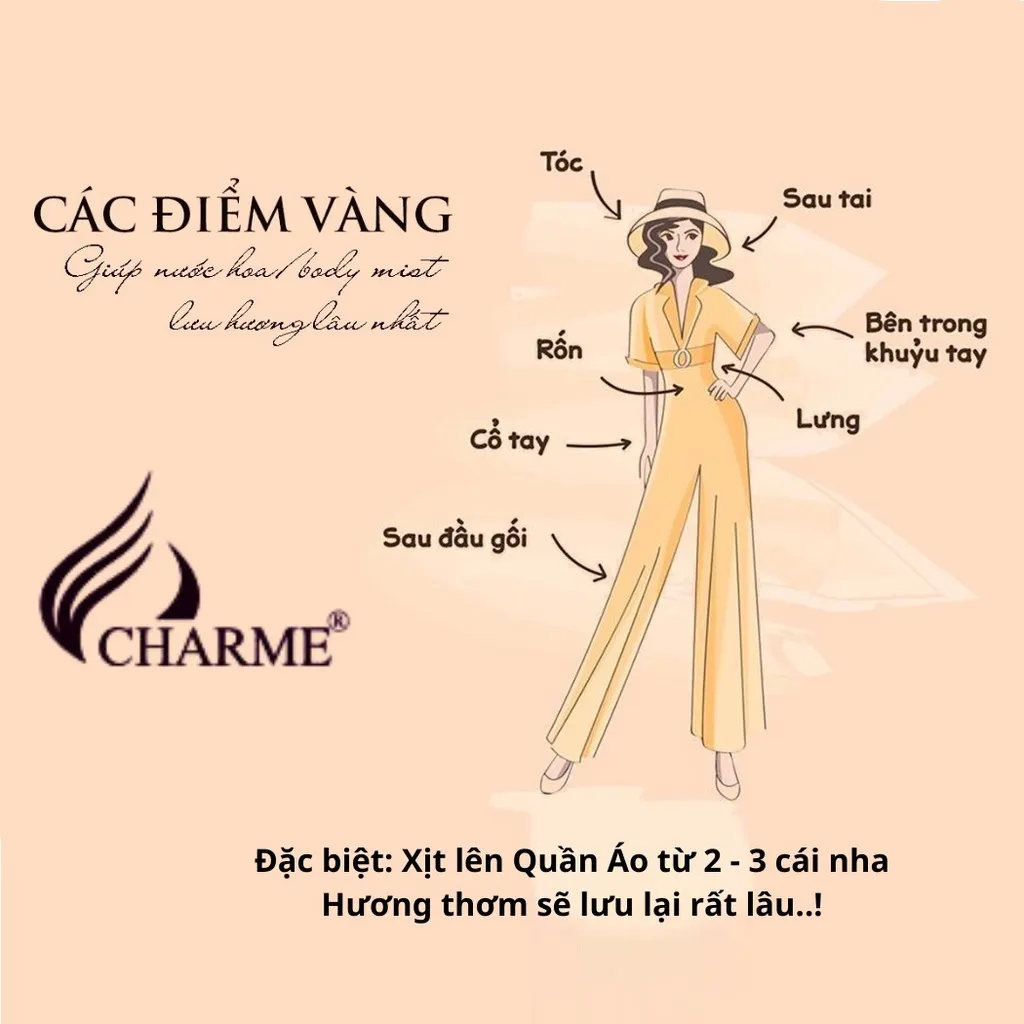 CÁC ĐIỂM VÀNG
Giúp nước hoa/body mist
lưu hương lâu nhất
Tóc
Sau tai
Bên trong
khuỷu tay
Rốn
Lưng
Cổ tay
Sau đầu gối
CHARME®
Đặc biệt: Xịt lên Quần Áo từ 2 - 3 cái nha
Hương thơm sẽ lưu lại rất lâu..!